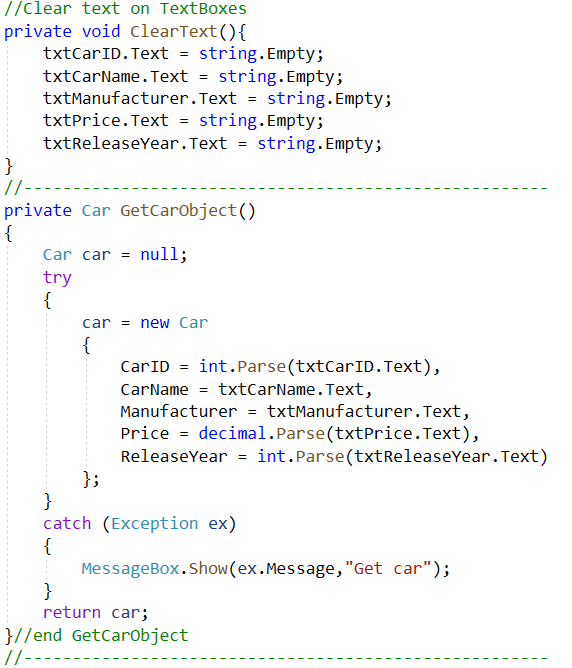 //Clear text on TextBoxes
private void ClearText(){
    txtCarID.Text = string.Empty;
    txtCarName.Text = string.Empty;
    txtManufacturer.Text = string.Empty;
    txtPrice.Text = string.Empty;
    txtReleaseYear.Text = string.Empty;
}
//------------------------------------------------------
private Car GetCarObject()
{
    Car car = null;
    try
    {
        car = new Car
        {
            CarID = int.Parse(txtCarID.Text),
            CarName = txtCarName.Text,
            Manufacturer = txtManufacturer.Text,
            Price = decimal.Parse(txtPrice.Text),
            ReleaseYear = int.Parse(txtReleaseYear.Text)
        };
    }
    catch (Exception ex)
    {
        MessageBox.Show(ex.Message,"Get car");
    }
    return car;
}//end GetCarObject
//------------------------------------------------------